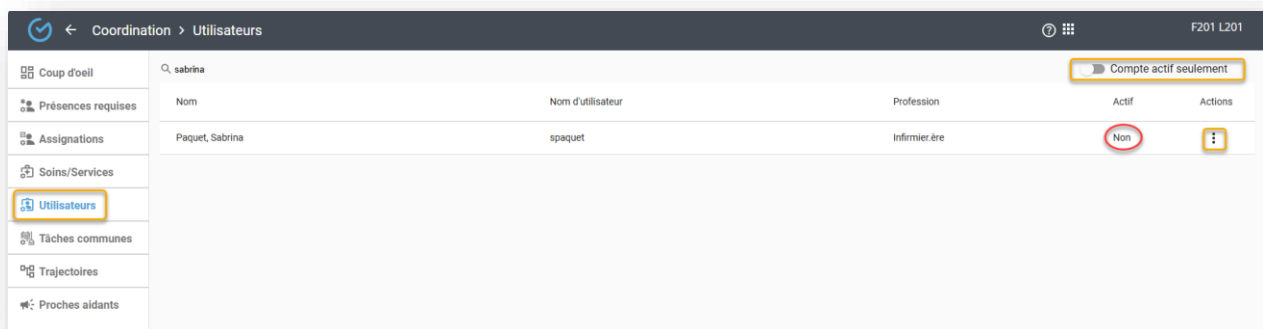 Coordination > Utilisateurs
F201 L201
Coup d'oeil
Présences requises
Assignations
Soins/Services
Utilisateurs
Tâches communes
Trajectoires
Proches aidants
sabrina
Compte actif seulement
Nom Nom d'utilisateur Profession Actif Actions
Paquet, Sabrina spaquet Infirmier.ère Non